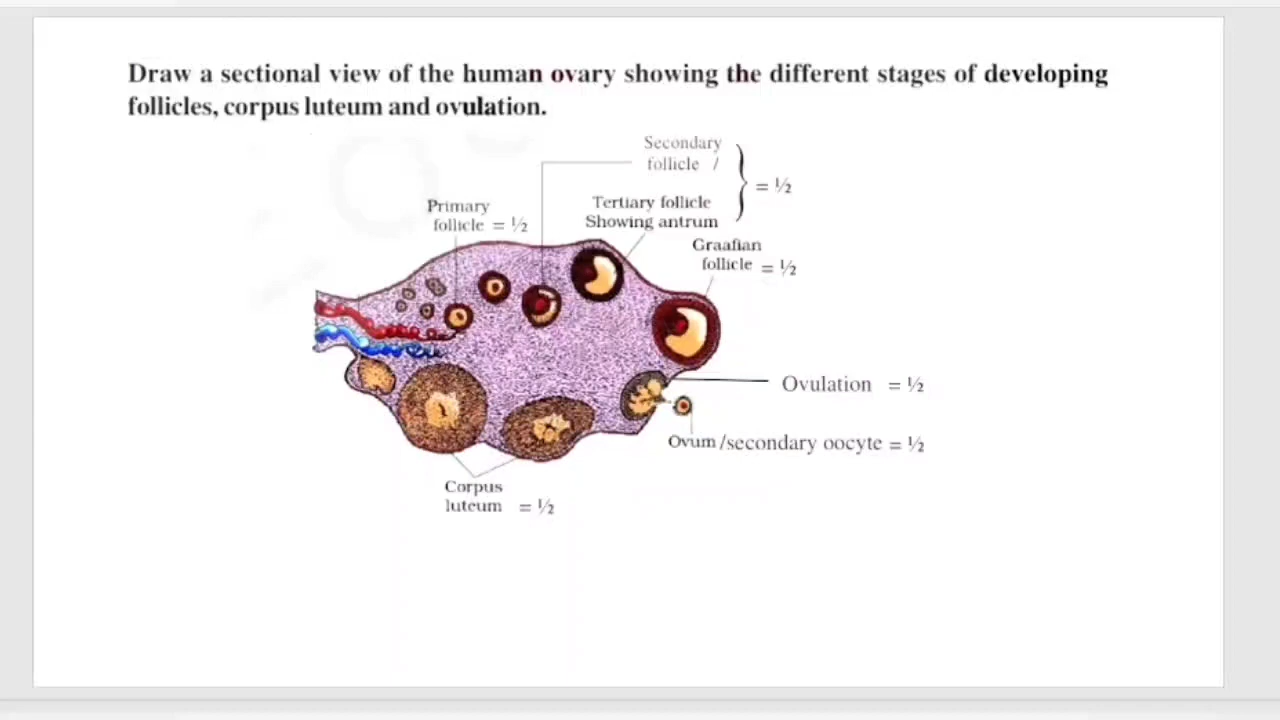 Draw a sectional view of the human ovary showing the different stages of developing
follicles, corpus luteum and ovulation.
Secondary
follicle /
= ½
Tertiary follicle
Showing antrum
Primary
follicle = ½
Graafian
follicle = ½
Ovulation = ½
Ovum/secondary oocyte = ½
Corpus
luteum = ½